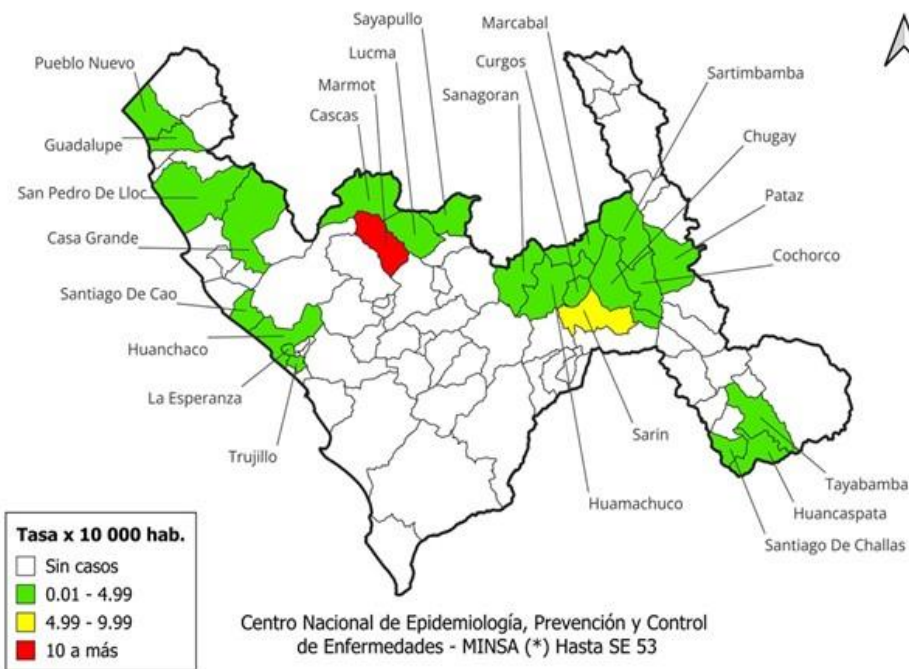 Pueblo Nuevo
Guadalupe
San Pedro De Lloc
Casa Grande
Santiago De Cao
Huanchaco
La Esperanza
Trujillo
Sayapullo
Lucma
Marmot
Cascas
Marcabal
Curgos
Sanagoran
Sartimbamba
Chugay
Pataz
Cochorco
Sarin
Huamachuco
Tayabamba
Huancaspata
Santiago De Challas
Tasa x 10 000 hab.
Sin casos
0.01 - 4.99
4.99 - 9.99
10 a más
Centro Nacional de Epidemiología, Prevención y Control
de Enfermedades - MINSA (*) Hasta SE 53